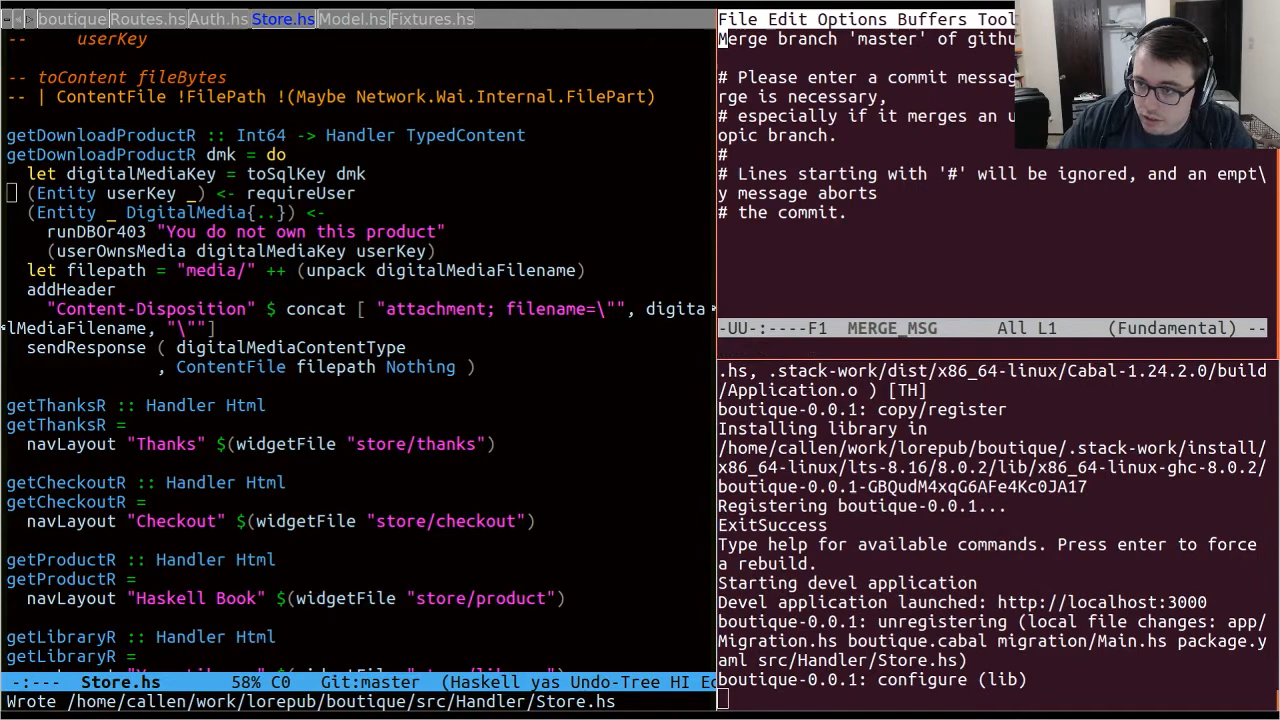 boutique Routes.hs Auth.hs Store.hs Model.hs Fixtures.hs
--     userKey
-- toContent fileBytes
-- | ContentFile !FilePath !(Maybe Network.Wai.Internal.FilePart)
getDownloadProductR :: Int64 -> Handler TypedContent
getDownloadProductR dmk = do
  let digitalMediaKey = toSqlKey dmk
  (Entity userKey _) <- requireUser
  (Entity _ DigitalMedia{..}) <-
    runDBOr403 "You do not own this product"
    (userOwnsMedia digitalMediaKey userKey)
  let filepath = "media/" ++ (unpack digitalMediaFilename)
  addHeader
    "Content-Disposition" $ concat [ "attachment; filename=\"", digita
lMediaFilename, "\""]
  sendResponse ( digitalMediaContentType
               , ContentFile filepath Nothing )
getThanksR :: Handler Html
getThanksR =
  navLayout "Thanks" $(widgetFile "store/thanks")
getCheckoutR :: Handler Html
getCheckoutR =
  navLayout "Checkout" $(widgetFile "store/checkout")
getProductR :: Handler Html
getProductR =
  navLayout "Haskell Book" $(widgetFile "store/product")
getLibraryR :: Handler Html
getLibraryR =
-:---  Store.hs       58% C0   Git:master  (Haskell yas Undo-Tree HI
Wrote /home/callen/work/lorepub/boutique/src/Handler/Store.hs
File Edit Options Buffers Tool
Merge branch 'master' of githu
# Please enter a commit messag
rge is necessary,
# especially if it merges an u
opic branch.
#
# Lines starting with '#' will be ignored, and an empt\
y message aborts
# the commit.
-UU-:----F1  MERGE_MSG      All L1     (Fundamental) --
.hs, .stack-work/dist/x86_64-linux/Cabal-1.24.2.0/build
/Application.o ) [TH]
boutique-0.0.1: copy/register
Installing library in
/home/callen/work/lorepub/boutique/.stack-work/install/
x86_64-linux/lts-8.16/8.0.2/lib/x86_64-linux-ghc-8.0.2/
boutique-0.0.1-GBQudM4xqG6AFe4Kc0JA17
Registering boutique-0.0.1...
ExitSuccess
Type help for available commands. Press enter to force
a rebuild.
Starting devel application
Devel application launched: http://localhost:3000
boutique-0.0.1: unregistering (local file changes: app/
Migration.hs boutique.cabal migration/Main.hs package.y
aml src/Handler/Store.hs)
boutique-0.0.1: configure (lib)